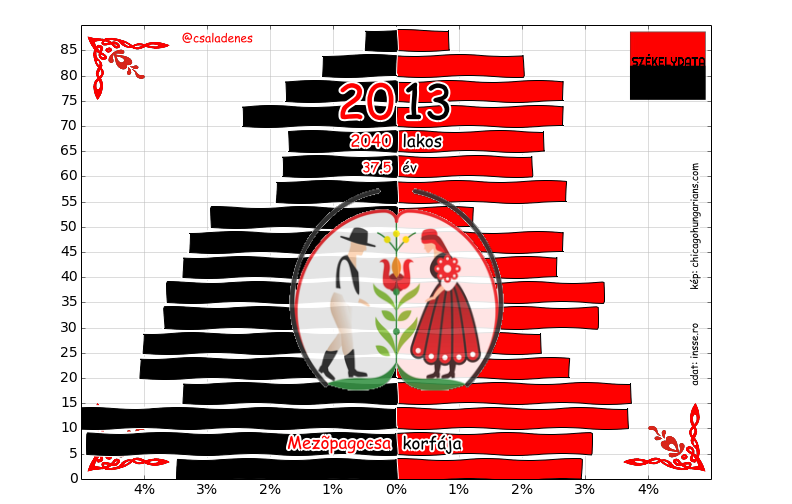 @csaladenes
SZÉKELYDATA
2013
2040 lakos
37.5 év
kép: chicagohungarians.com
adat: insse.ro
Mezõpagocsa korfája
85
80
75
70
65
60
55
50
45
40
35
30
25
20
15
10
5
0
4% 3% 2% 1% 0% 1% 2% 3% 4%